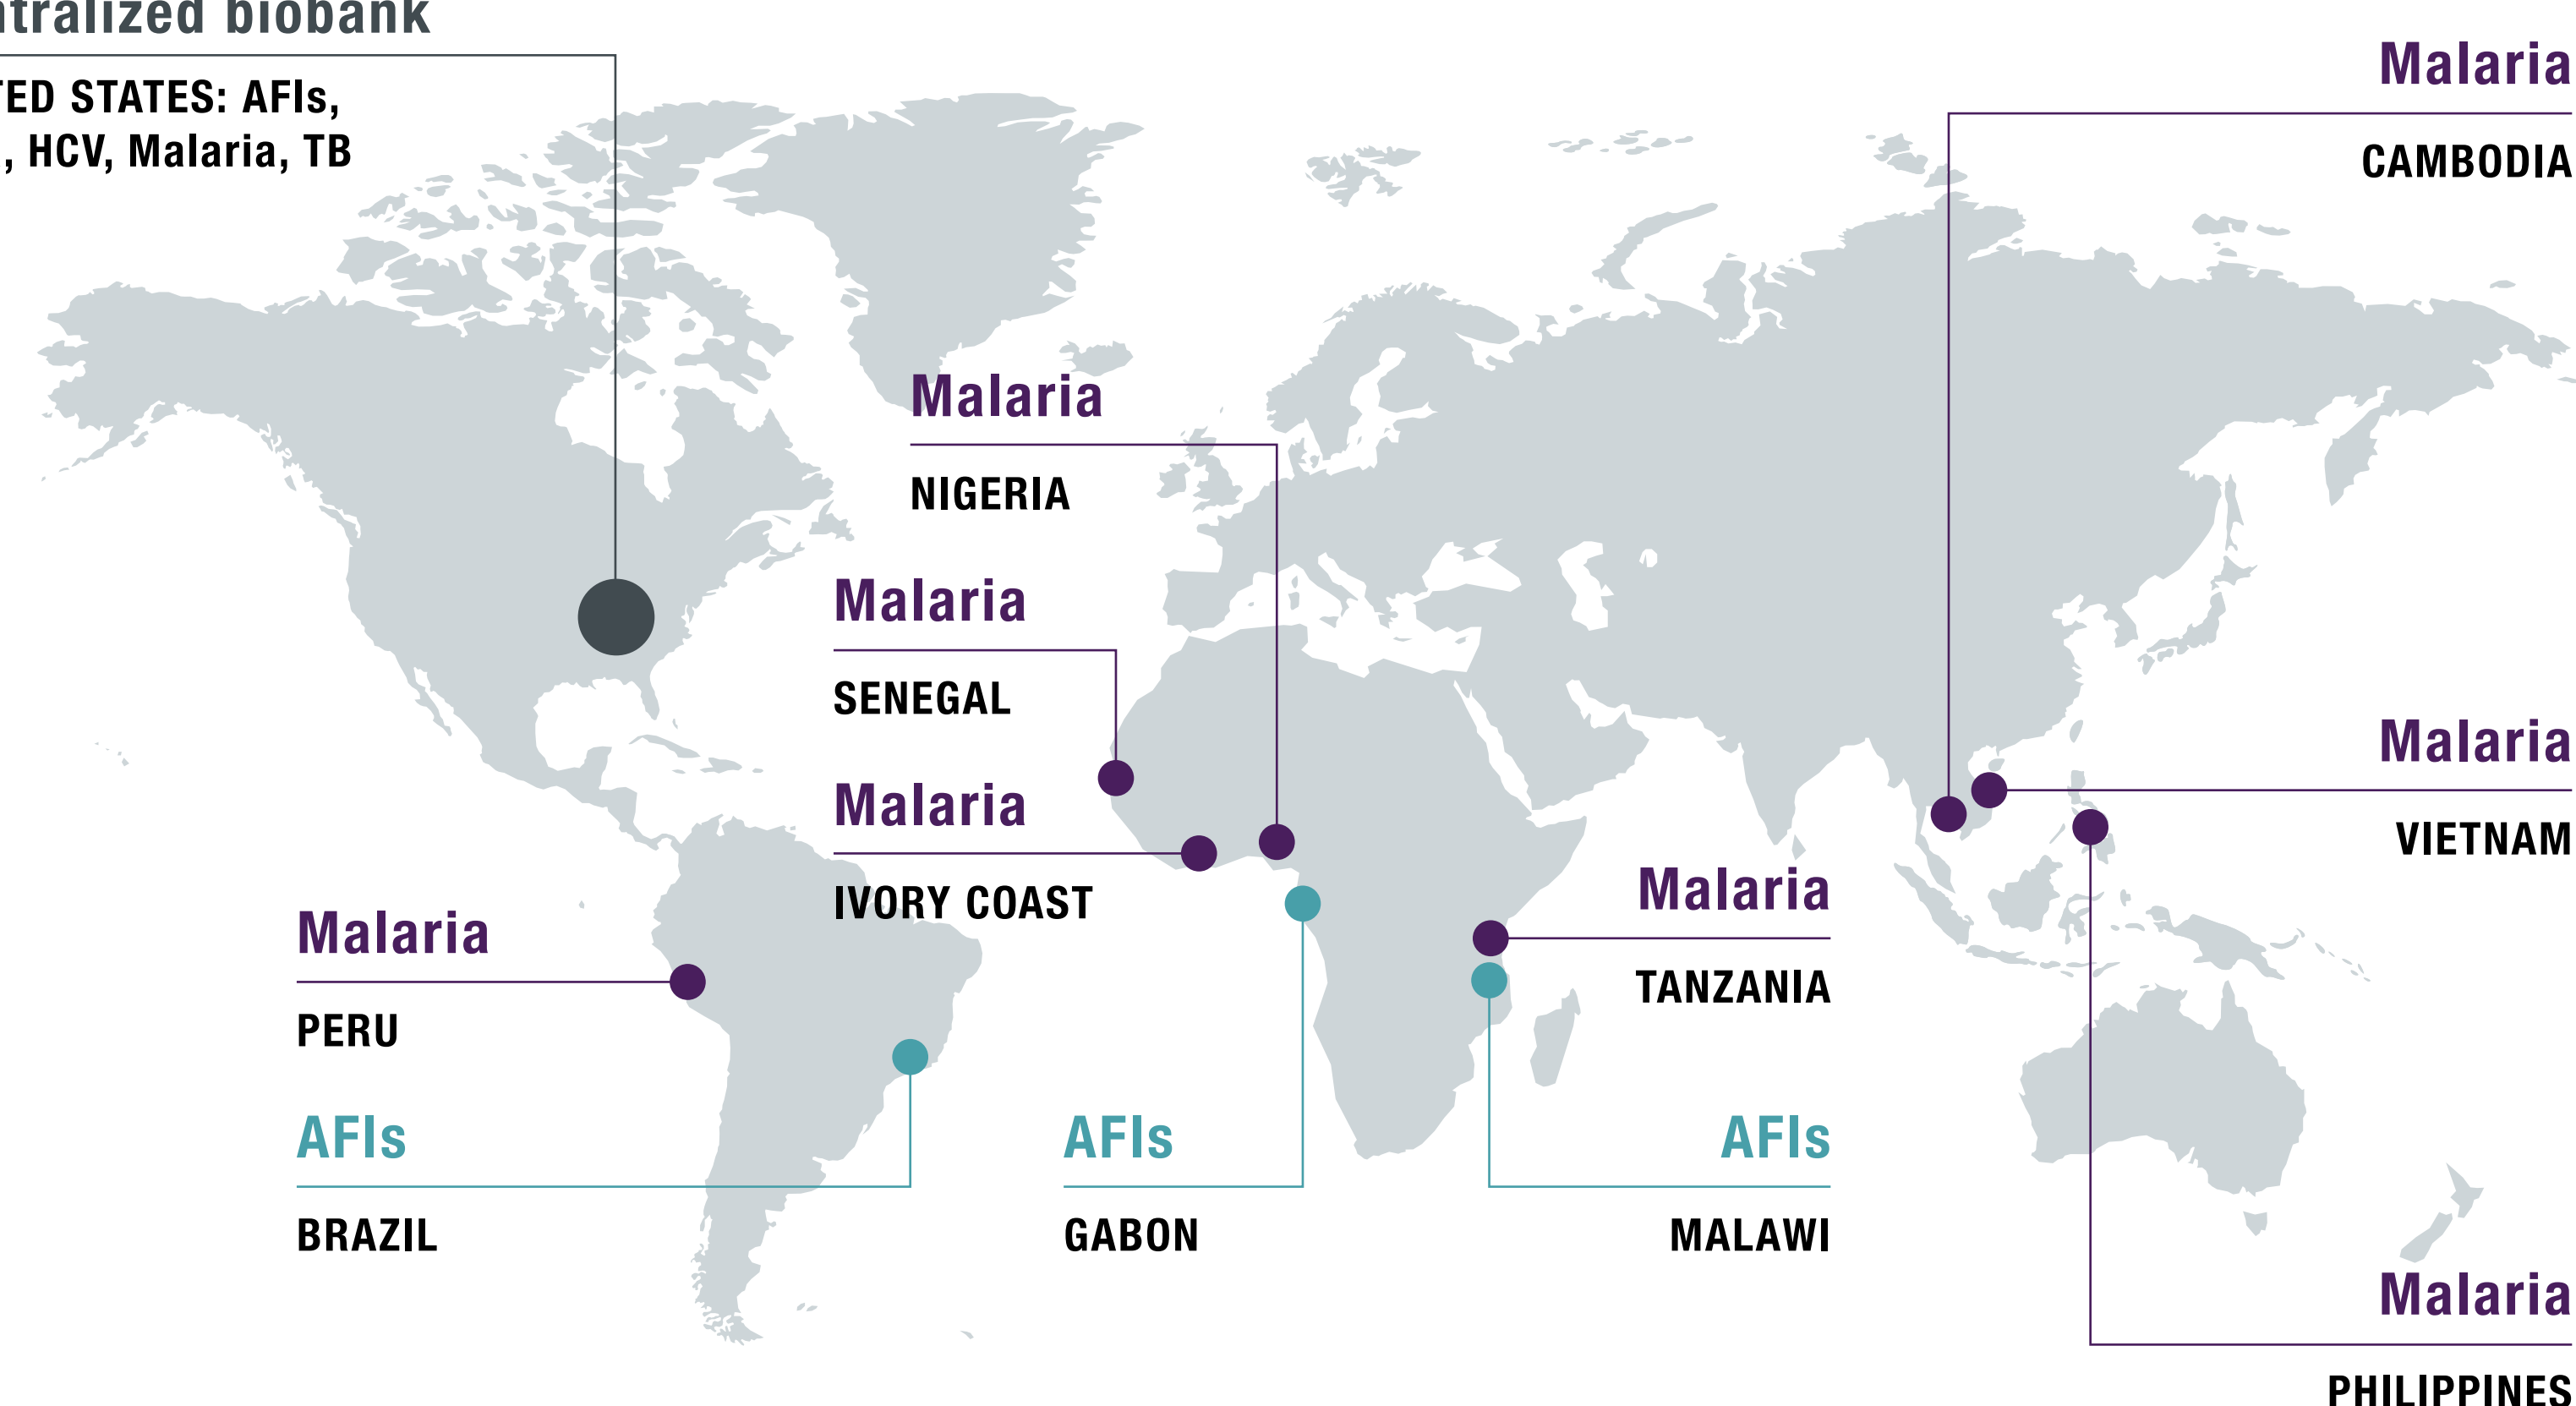 ntralized biobank
TED STATES: AFIs,
, HCV, Malaria, TB
Malaria
CAMBODIA
Malaria
NIGERIA
Malaria
SENEGAL
Malaria
IVORY COAST
Malaria
VIETNAM
Malaria
TANZANIA
Malaria
PERU
AFIs
BRAZIL
AFIs
GABON
AFIs
MALAWI
Malaria
PHILIPPINES